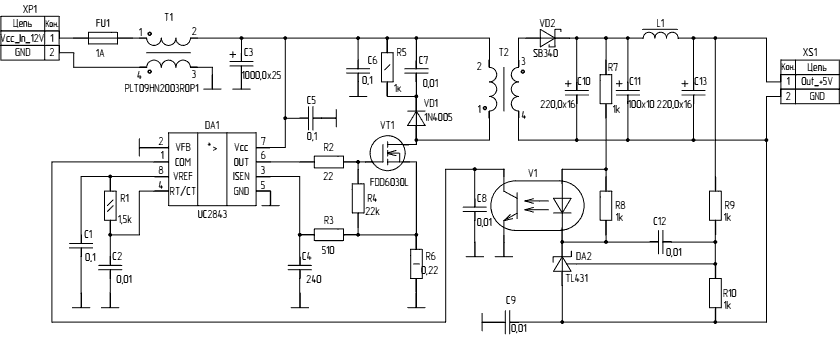 XP1
Цепь Кон.
Vcc_In_12V 1
GND 2
FU1
1A
T1
1 2
4 3
PLT09HN2003R0P1
C3
1000,0x25
C6
0,1
R5
1k
C7
0,01
VD1
1N4005
T2
2 3
1 4
VD2
SB340
C10
220,0x16
R7
1k
C11
100x10
L1
C13
220,0x16
XS1
Кон. Цепь
1 Out_+5V
2 GND
C5
0,1
DA1
2 VFB *> Vcc 7
1 COM OUT 6
8 VREF ISEN 3
4 RT/CT GND 5
UC2843
R1
1,5k
C1
0,1
C2
0,01
R2
22
VT1
FDD6030L
R4
22k
R3
510
C4
240
R6
0,22
C8
0,01
V1
R8
1k
C12
0,01
R9
1k
DA2
TL431
R10
1k
C9
0,01